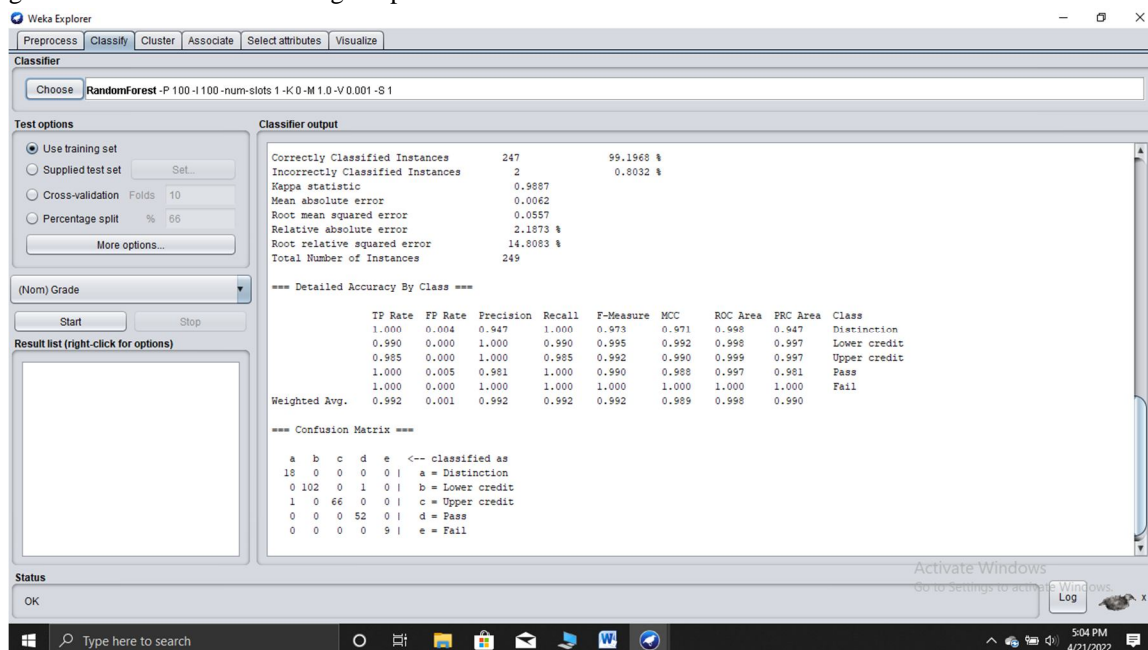 Weka Explorer
Preprocess Classify Cluster Associate Select attributes Visualize
Classifier
Choose RandomForest -P 100 -I 100 -num-slots 1 -K 0 -M 1.0 -V 0.001 -S 1
Test options
Use training set
Supplied test set Set...
Cross-validation Folds 10
Percentage split % 66
More options...
(Nom) Grade
Start Stop
Result list (right-click for options)
Classifier output
Correctly Classified Instances 247 99.1968 %
Incorrectly Classified Instances 2 0.8032 %
Kappa statistic 0.9887
Mean absolute error 0.0062
Root mean squared error 0.0557
Relative absolute error 2.1873 %
Root relative squared error 14.8083 %
Total Number of Instances 249
=== Detailed Accuracy By Class ===
TP Rate FP Rate Precision Recall F-Measure MCC ROC Area PRC Area Class
1.000 0.004 0.947 1.000 0.973 0.971 0.998 0.947 Distinction
0.990 0.000 1.000 0.990 0.995 0.992 0.998 0.997 Lower credit
0.985 0.000 1.000 0.985 0.992 0.990 0.999 0.997 Upper credit
1.000 0.005 0.981 1.000 0.990 0.988 0.997 0.981 Pass
1.000 0.000 1.000 1.000 1.000 1.000 1.000 1.000 Fail
Weighted Avg. 0.992 0.001 0.992 0.992 0.992 0.989 0.998 0.990
=== Confusion Matrix ===
a b c d e <-- classified as
18 0 0 0 0 | a = Distinction
0 102 0 1 0 | b = Lower credit
1 0 66 0 0 | c = Upper credit
0 0 0 52 0 | d = Pass
0 0 0 0 9 | e = Fail
Activate Windows
Go to Settings to activate Windows.
Status
OK
Log x
Type here to search
5:04 PM
4/21/2022